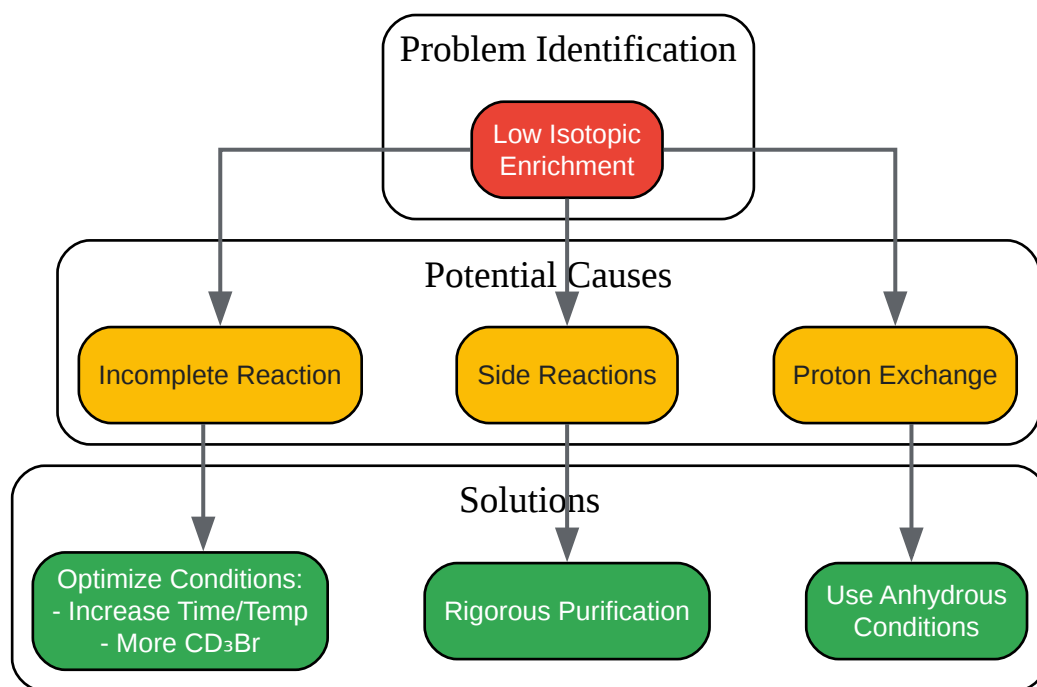 Problem Identification
Low Isotopic
Enrichment
Potential Causes
Incomplete Reaction
Side Reactions
Proton Exchange
Solutions
Optimize Conditions:
- Increase Time/Temp
- More CD₃Br
Rigorous Purification
Use Anhydrous
Conditions